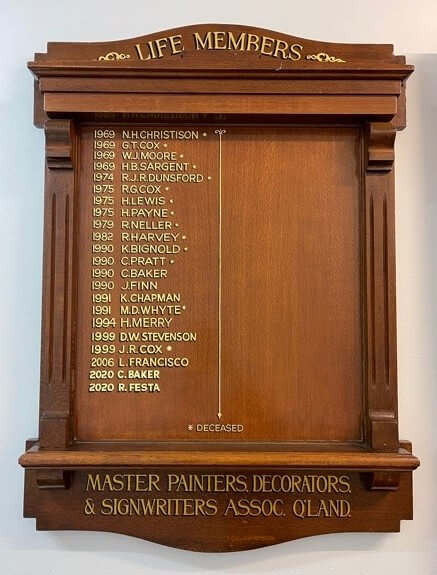 LIFE MEMBERS
1969 N.H.CHRISTISON *
1969 G.T.COX *
1969 W.J.MOORE *
1969 H.B.SARGENT *
1974 R.J.R.DUNSFORD *
1975 R.G.COX *
1975 H.LEWIS *
1975 H.PAYNE *
1979 R.NELLER *
1982 R.HARVEY *
1990 K.BIGNOLD *
1990 C.PRATT *
1990 C.BAKER
1990 J.FINN
1991 K.CHAPMAN
1991 M.D.WHYTE *
1994 H.MERRY
1999 D.W.STEVENSON
1999 J.R.COX *
2006 L.FRANCISCO
2020 C.BAKER
2020 R.FESTA
* DECEASED
MASTER PAINTERS, DECORATORS,
& SIGNWRITERS ASSOC. Q'LAND.